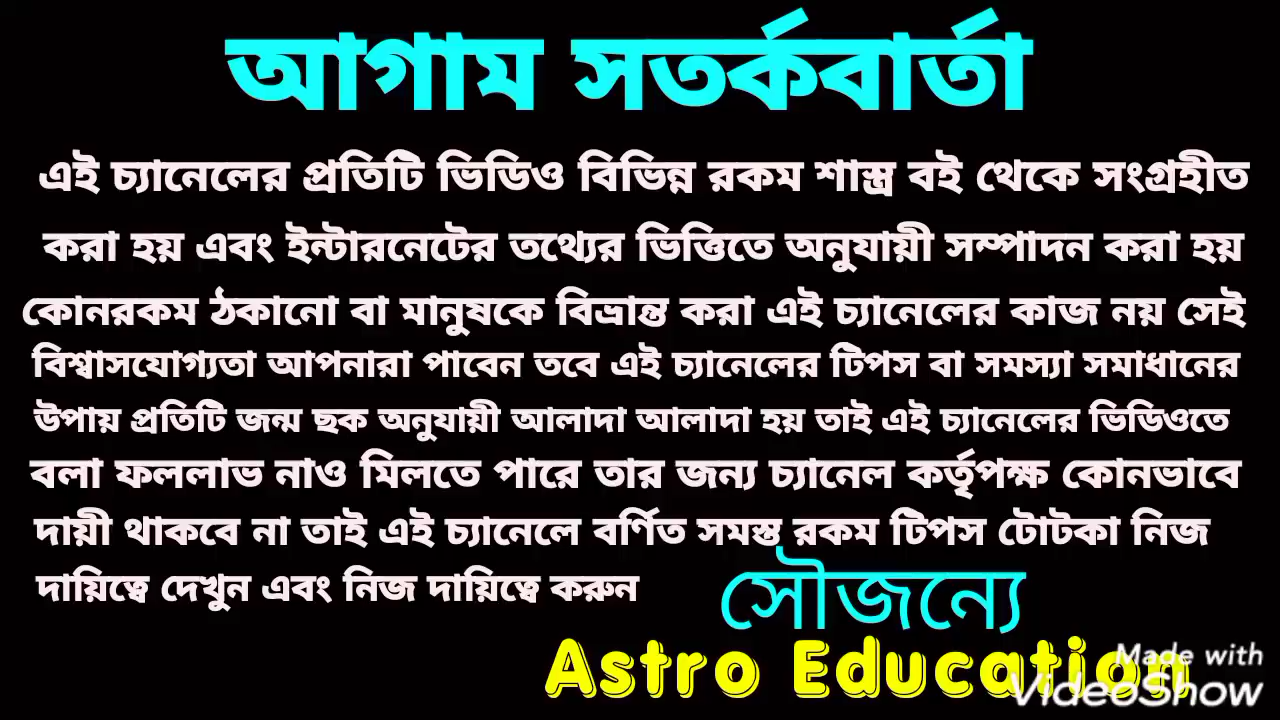 আগাম সতর্কবার্তা
এই চ্যানেলের প্রতিটি ভিডিও বিভিন্ন রকম শাস্ত্র বই থেকে সংগ্রহীত
করা হয় এবং ইন্টারনেটের তথ্যের ভিত্তিতে অনুযায়ী সম্পাদন করা হয়
কোনরকম ঠকানো বা মানুষকে বিভ্রান্ত করা এই চ্যানেলের কাজ নয় সেই
বিশ্বাসযোগ্যতা আপনারা পাবেন তবে এই চ্যানেলের টিপস বা সমস্যা সমাধানের
উপায় প্রতিটি জন্ম ছক অনুযায়ী আলাদা আলাদা হয় তাই এই চ্যানেলের ভিডিওতে
বলা ফললাভ নাও মিলতে পারে তার জন্য চ্যানেল কর্তৃপক্ষ কোনভাবে
দায়ী থাকবে না তাই এই চ্যানেলে বর্ণিত সমস্ত রকম টিপস টোটকা নিজ
দায়িত্বে দেখুন এবং নিজ দায়িত্বে করুন
সৌজন্যে
Astro Education
Made with
VideoShow